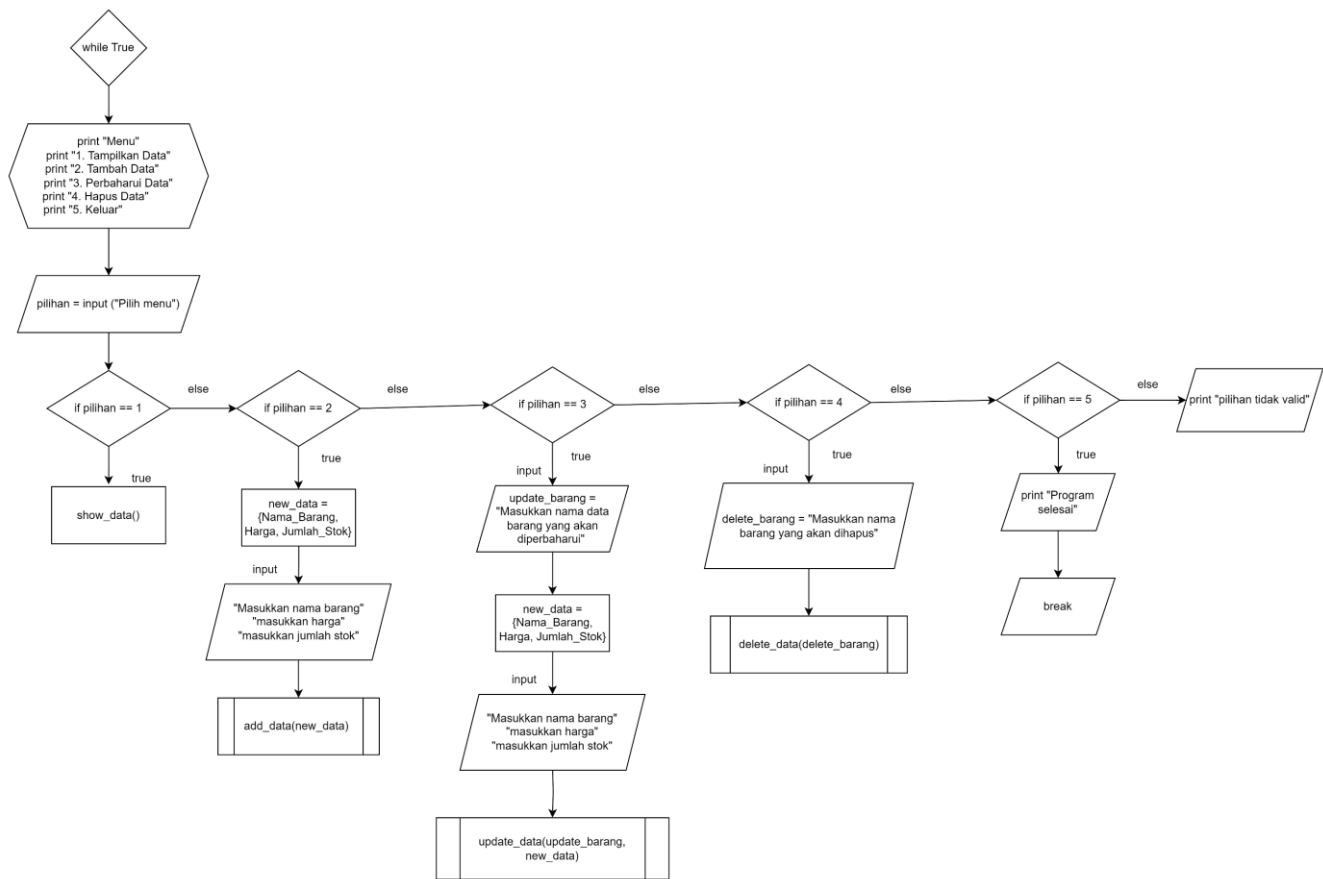 while True
print "Menu"
print "1. Tampilkan Data"
print "2. Tambah Data"
print "3. Perbaharui Data"
print "4. Hapus Data"
print "5. Keluar"
pilihan = input ("Pilih menu")
if pilihan == 1
else
if pilihan == 2
else
if pilihan == 3
else
if pilihan == 4
else
if pilihan == 5
else
print "pilihan tidak valid"
true
show_data()
true
new_data =
{Nama_Barang,
Harga, Jumlah_Stok}
input
"Masukkan nama barang"
"masukkan harga"
"masukkan jumlah stok"
add_data(new_data)
input
true
update_barang =
"Masukkan nama data
barang yang akan
diperbaharui"
new_data =
{Nama_Barang,
Harga, Jumlah_Stok}
input
"Masukkan nama barang"
"masukkan harga"
"masukkan jumlah stok"
update_data(update_barang,
new_data)
input
true
delete_barang = "Masukkan nama
barang yang akan dihapus"
delete_data(delete_barang)
true
print "Program
selesai"
break